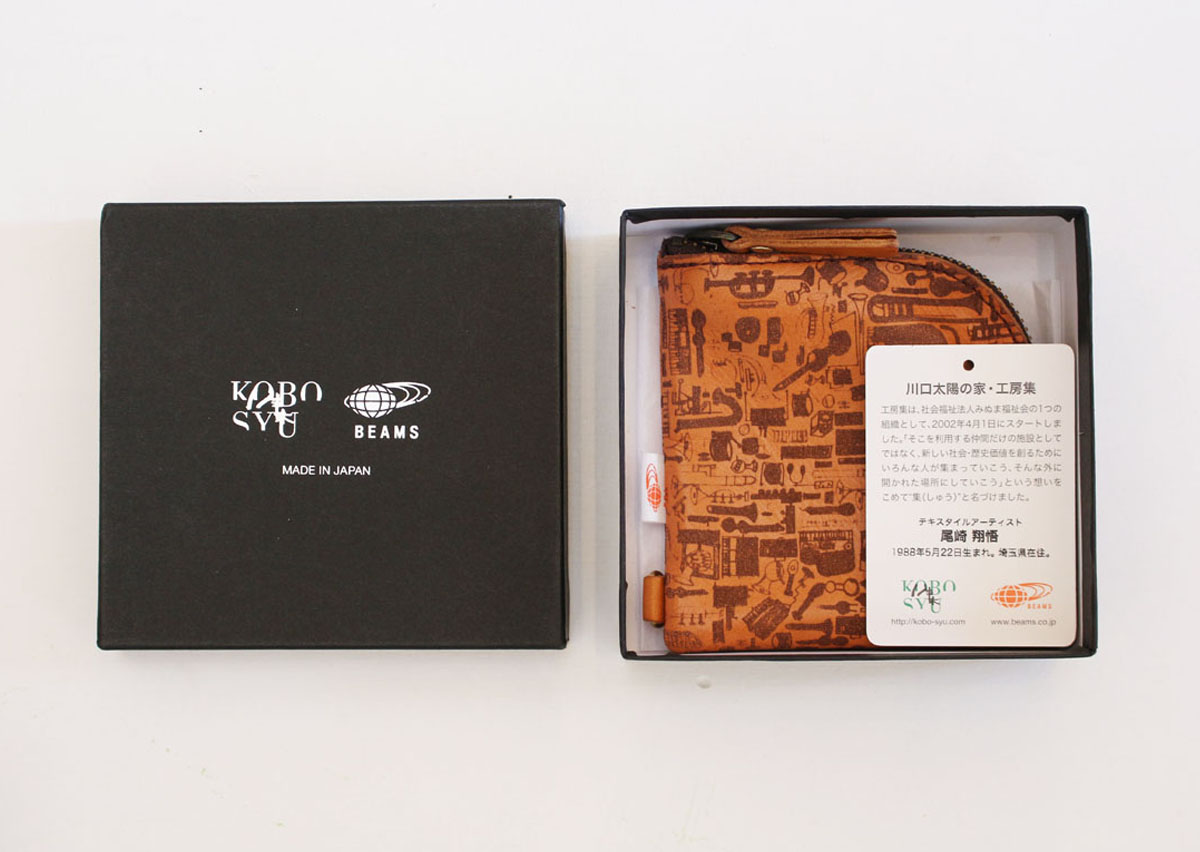 KOBO
SYU
BEAMS
MADE IN JAPAN
川口太陽の家・工房集
工房集は、社会福祉法人みぬま福祉会の1つの
組織として、2002年4月1日にスタートしまし
た。「そこを利用する仲間だけの施設として
ではなく、新しい社会・歴史価値を創るために
いろんな人が集まっていこう、そんな外に
開かれた場所にしていこう」という想いを
こめて“集(しゅう)”と名づけました。
テキスタイルアーティスト
尾崎 翔悟
1988年5月22日生まれ。埼玉県在住。
KOBO
SYU
BEAMS
http://kobo-syu.com
www.beams.co.jp